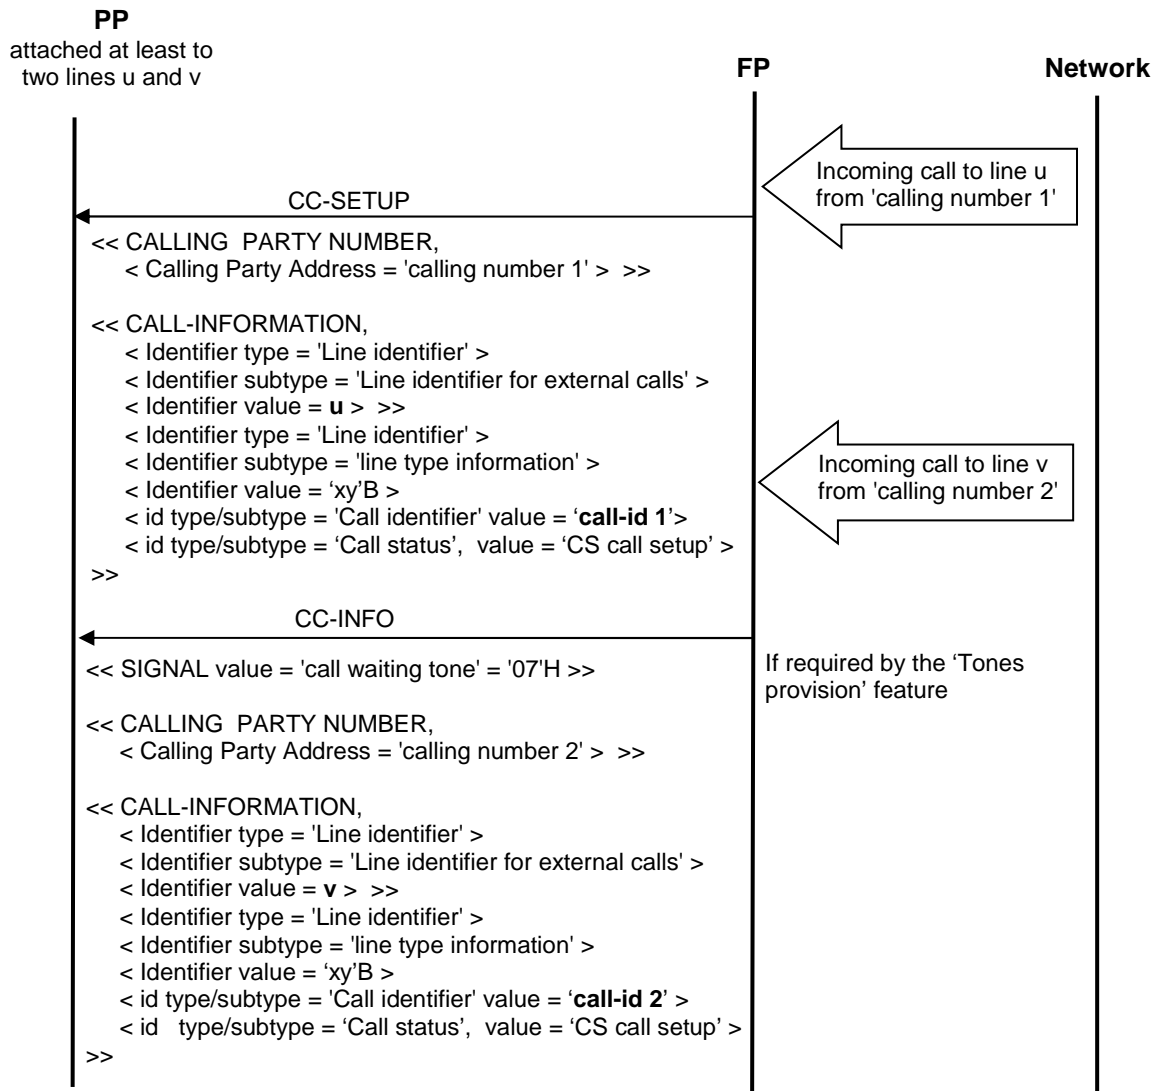 PP
attached at least to
two lines u and v
FP
Network
Incoming call to line u
from 'calling number 1'
CC-SETUP
<< CALLING  PARTY NUMBER,
< Calling Party Address = 'calling number 1' >  >>
<< CALL-INFORMATION,
< Identifier type = 'Line identifier' >
< Identifier subtype = 'Line identifier for external calls' >
< Identifier value = u >  >>
< Identifier type = 'Line identifier' >
< Identifier subtype = 'line type information' >
< Identifier value = ‘xy’B >
< id type/subtype = 'Call identifier' value = ‘call-id 1’>
< id type/subtype = ‘Call status’,  value = ‘CS call setup’ >
>>
Incoming call to line v
from 'calling number 2'
CC-INFO
<< SIGNAL value = 'call waiting tone' = '07'H >>
If required by the ‘Tones
provision’ feature
<< CALLING  PARTY NUMBER,
< Calling Party Address = 'calling number 2' >  >>
<< CALL-INFORMATION,
< Identifier type = 'Line identifier' >
< Identifier subtype = 'Line identifier for external calls' >
< Identifier value = v >  >>
< Identifier type = 'Line identifier' >
< Identifier subtype = 'line type information' >
< Identifier value = ‘xy’B >
< id type/subtype = 'Call identifier' value = ‘call-id 2’ >
< id   type/subtype = ‘Call status’,  value = ‘CS call setup’ >
>>